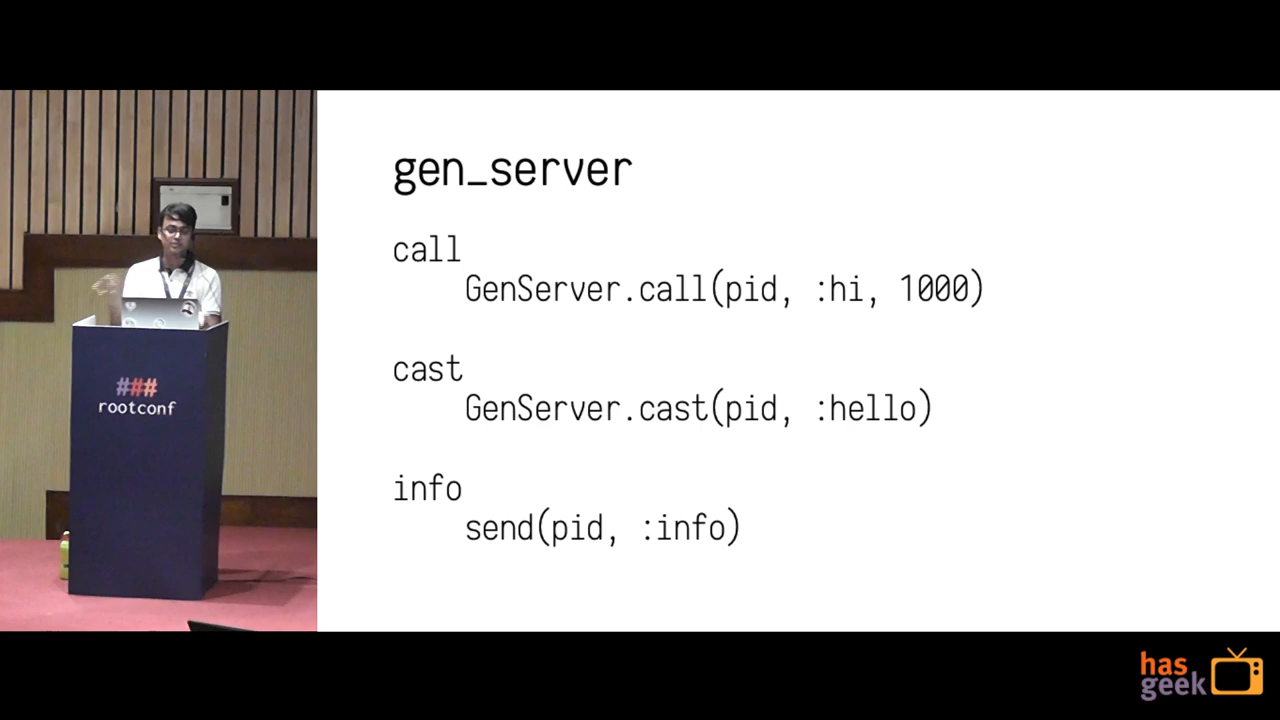 gen_server
call
GenServer.call(pid, :hi, 1000)
cast
GenServer.cast(pid, :hello)
info
send(pid, :info)
###
rootconf
has
geek